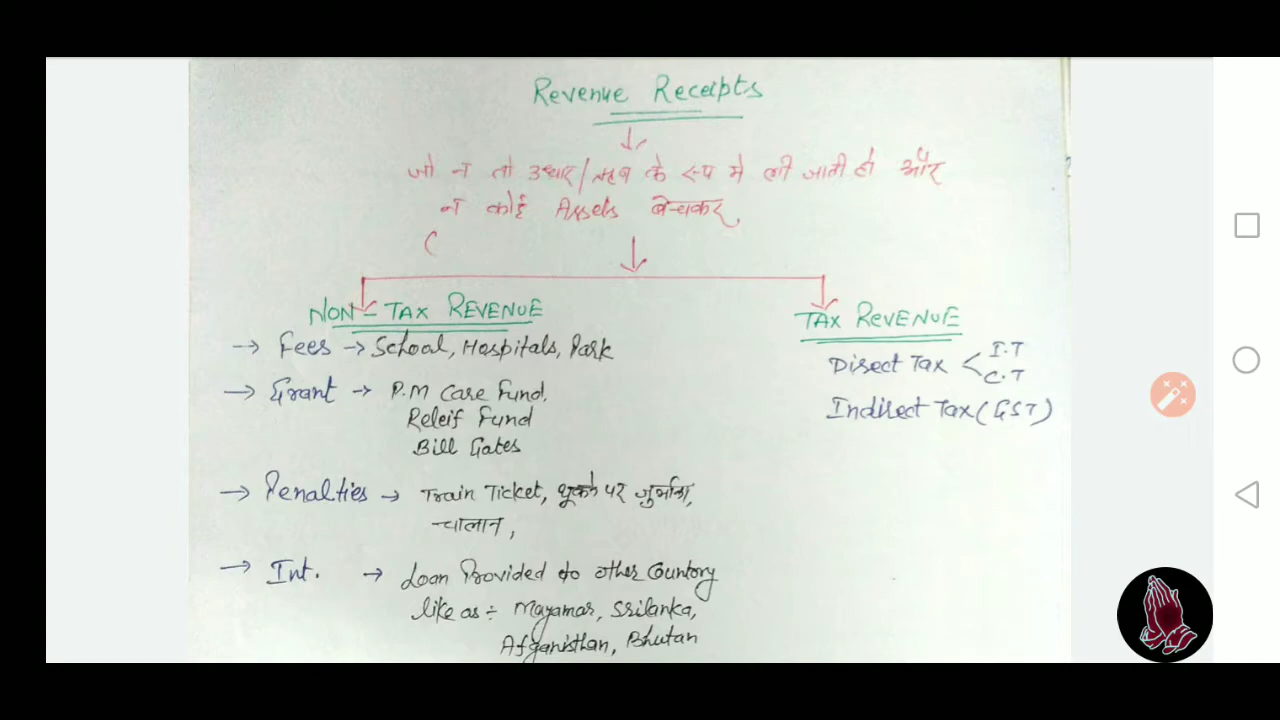 Revenue Receipts
जो न तो उधार/ऋण के रूप में ली जाती हो और
न कोई Assets बेचकर,
(
NON-TAX REVENUE
→ Fees → School, Hospitals, Park
→ Grant → P.M Care Fund,
Releif Fund
Bill Gates
→ Penalties → Train Ticket, थूकने पर जुर्माना,
चालान,
→ Int. → Loan Provided to other Country
like as ÷ Mayamar, Srilanka,
Afganisthan, Bhutan
TAX REVENUE
Direct Tax < I.T
C.T
Indirect Tax (GST)